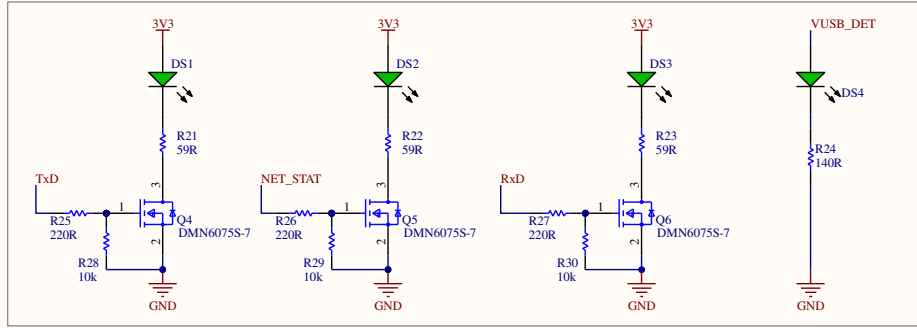 3V3
DS1
R21
59R
TxD
3
1
R25
220R
Q4
DMN6075S-7
2
R28
10k
GND
3V3
DS2
R22
59R
NET_STAT
3
1
R26
220R
Q5
DMN6075S-7
2
R29
10k
GND
3V3
DS3
R23
59R
RxD
3
1
R27
220R
Q6
DMN6075S-7
2
R30
10k
GND
VUSB_DET
DS4
R24
140R
GND